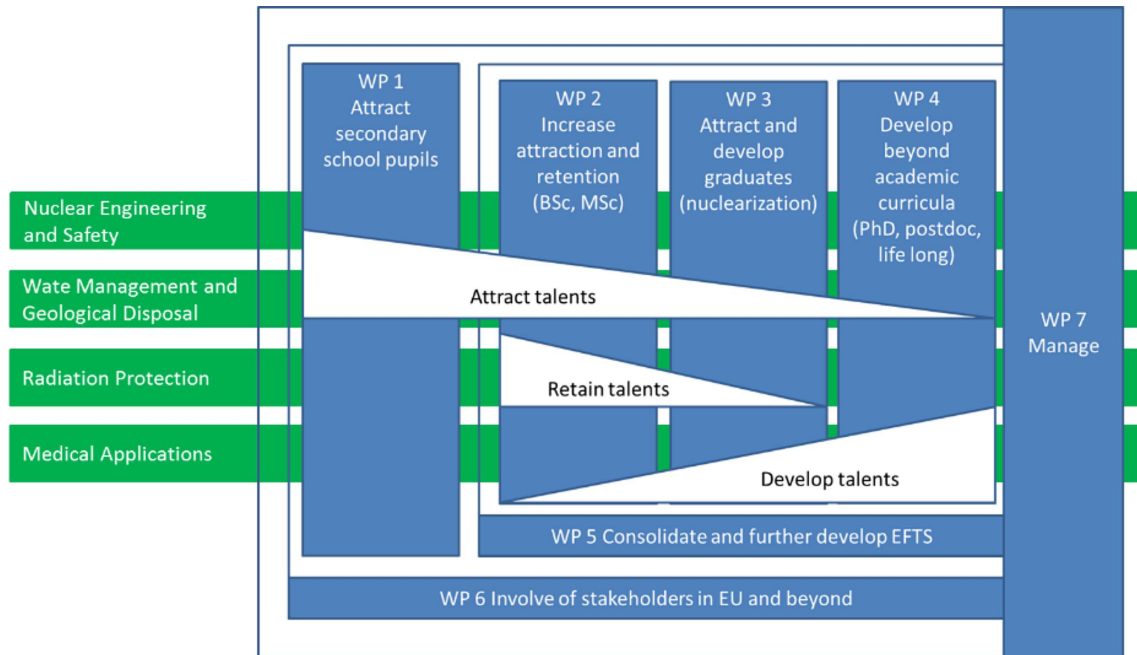 WP 1
Attract
secondary
school pupils
WP 2
Increase
attraction and
retention
(BSc, MSc)
WP 3
Attract and
develop
graduates
(nuclearization)
WP 4
Develop
beyond
academic
curricula
(PhD, postdoc,
life long)
WP 7
Manage
Nuclear Engineering
and Safety
Wate Management and
Geological Disposal
Radiation Protection
Medical Applications
Attract talents
Retain talents
Develop talents
WP 5 Consolidate and further develop EFTS
WP 6 Involve of stakeholders in EU and beyond